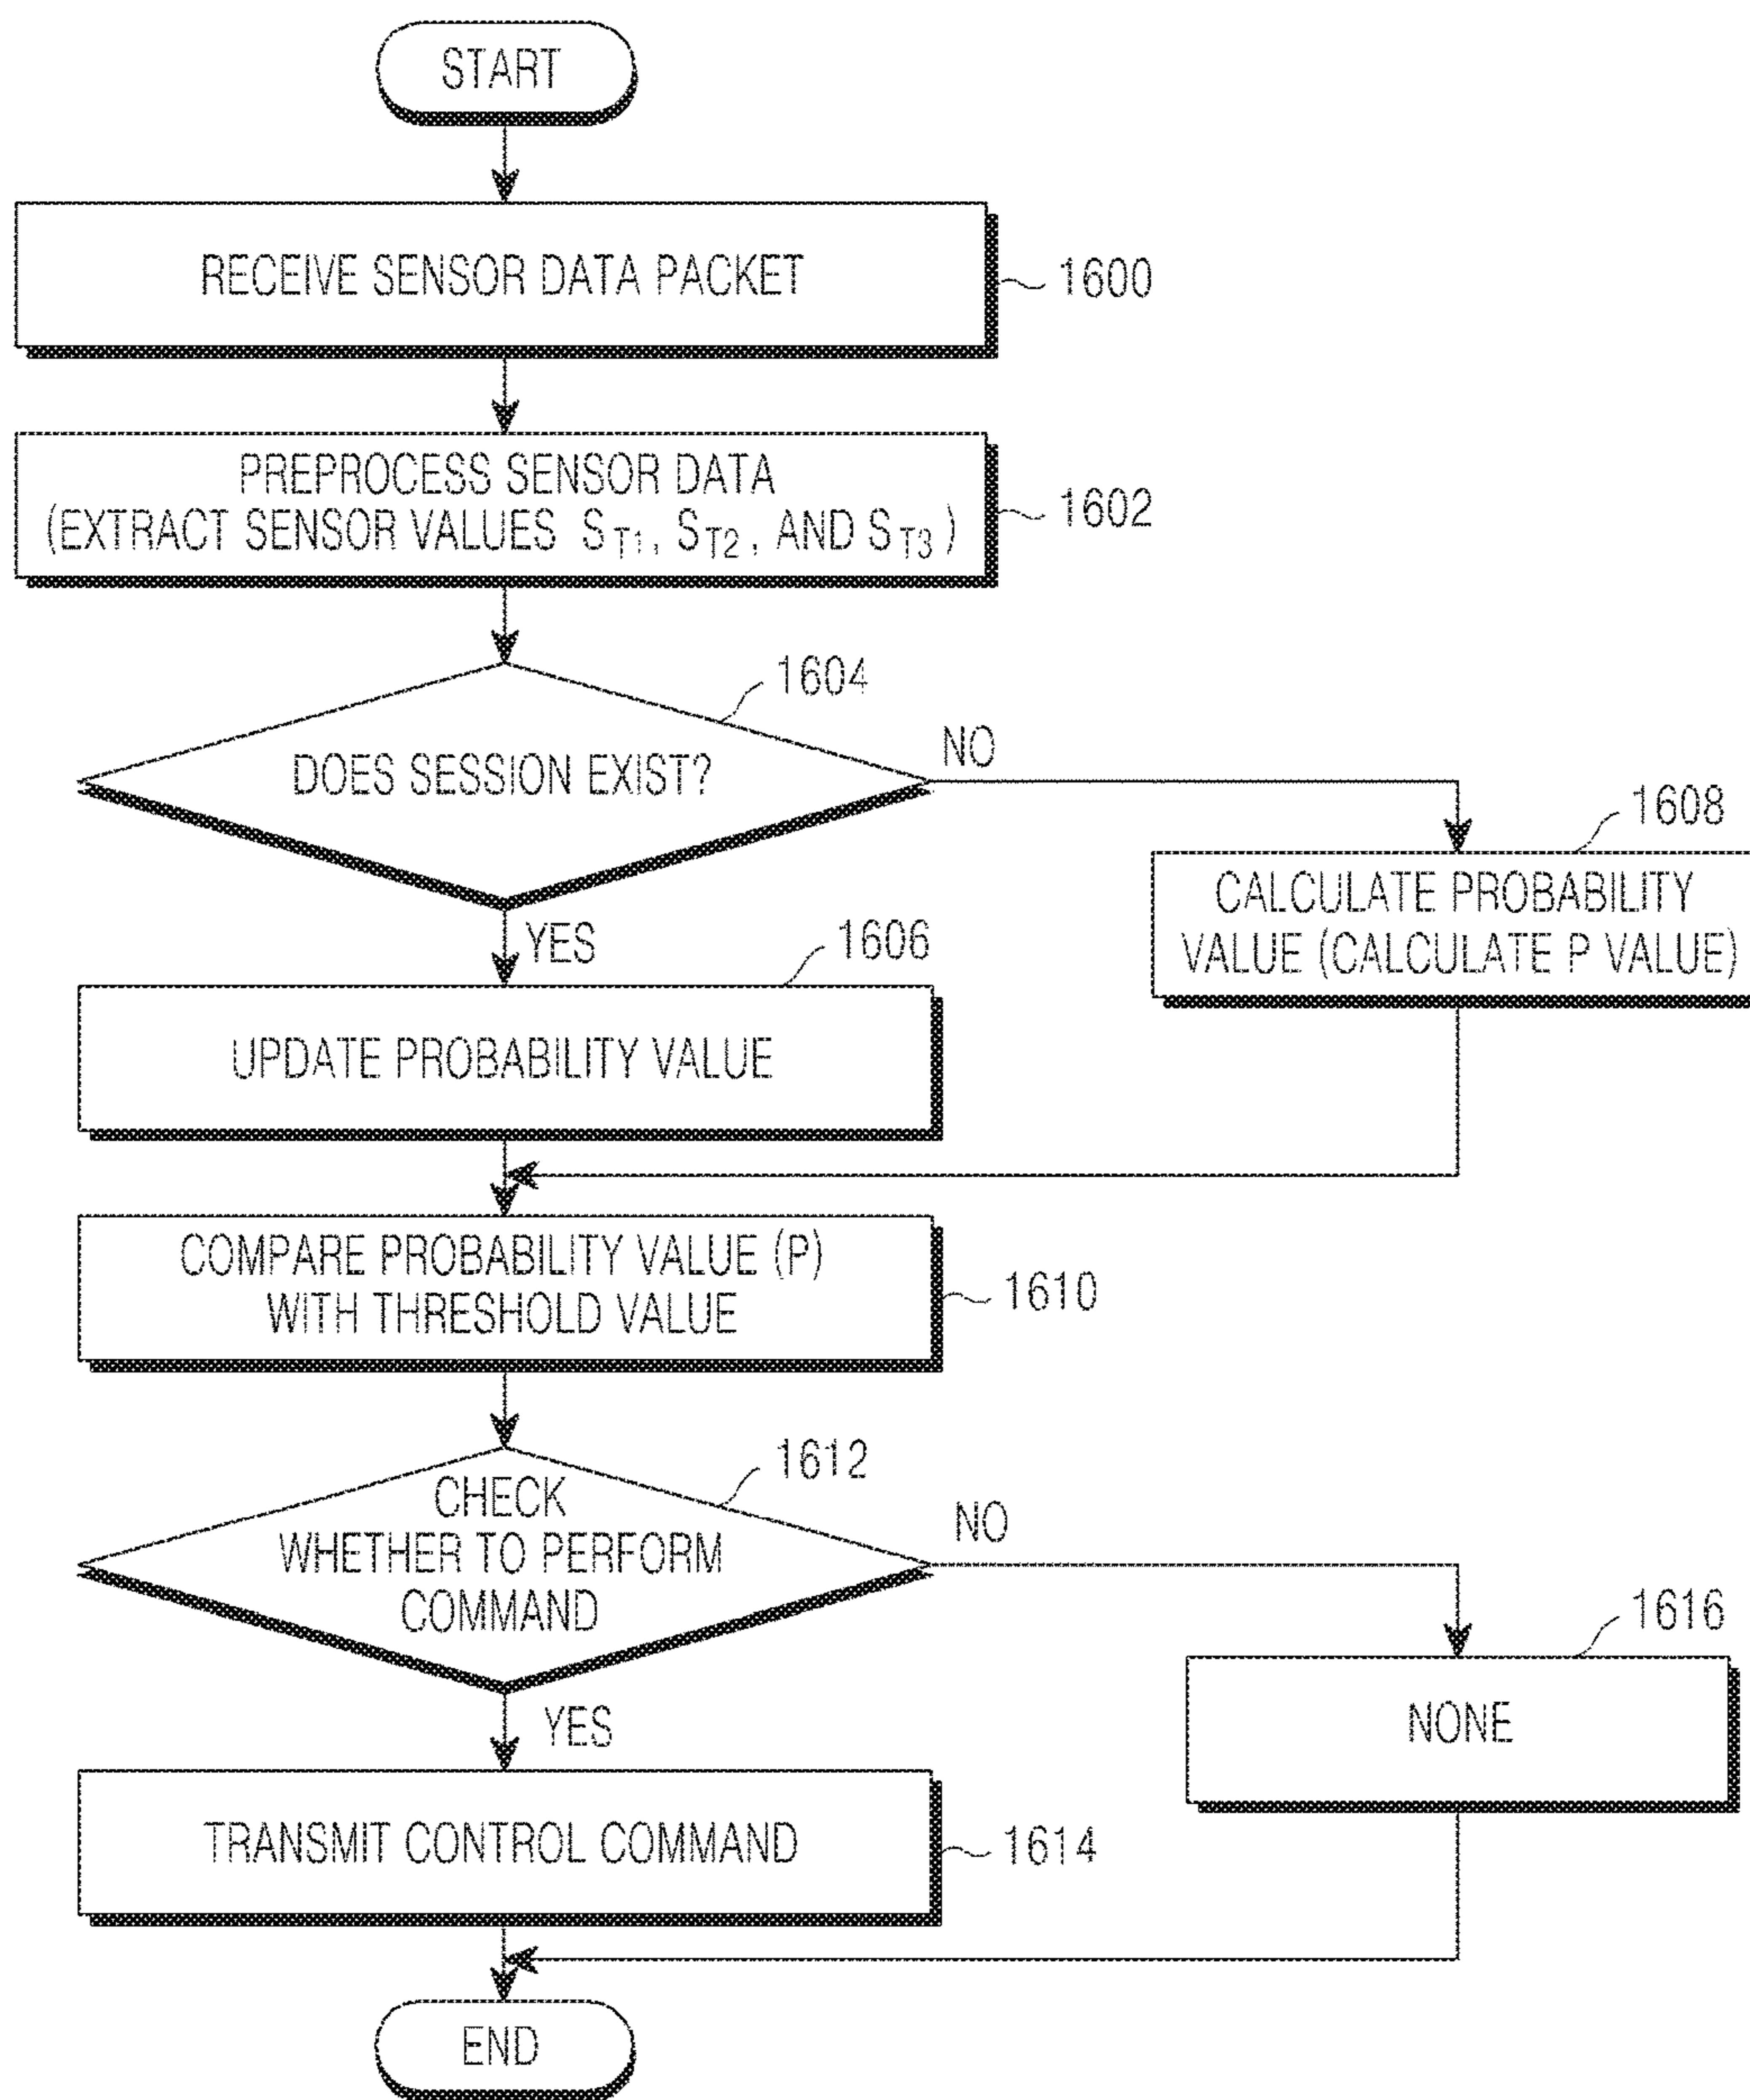 START
RECEIVE SENSOR DATA PACKET
1600
PREPROCESS SENSOR DATA
(EXTRACT SENSOR VALUES ST1, ST2, AND ST3)
1602
1604
DOES SESSION EXIST?
NO
1608
CALCULATE PROBABILITY
VALUE (CALCULATE P VALUE)
YES
1606
UPDATE PROBABILITY VALUE
COMPARE PROBABILITY VALUE (P)
WITH THRESHOLD VALUE
1610
1612
CHECK
WHETHER TO PERFORM
COMMAND
NO
1616
NONE
YES
TRANSMIT CONTROL COMMAND
1614
END